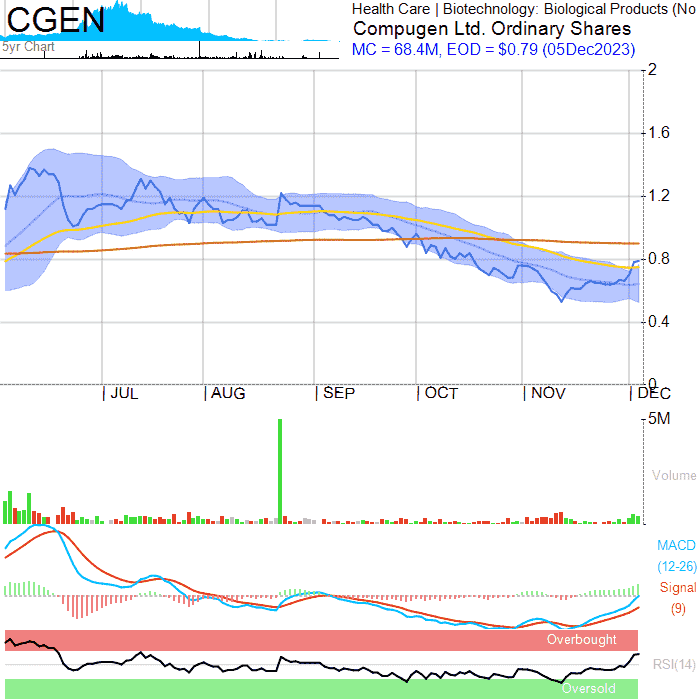 CGEN
5yr Chart
Health Care | Biotechnology: Biological Products (No
Compugen Ltd. Ordinary Shares
MC = 68.4M, EOD = $0.79 (05Dec2023)
2
1.6
1.2
0.8
0.4
0
JUL AUG SEP OCT NOV DEC
5M
Volume
MACD
(12-26)
Signal
(9)
Overbought
RSI(14)
Oversold